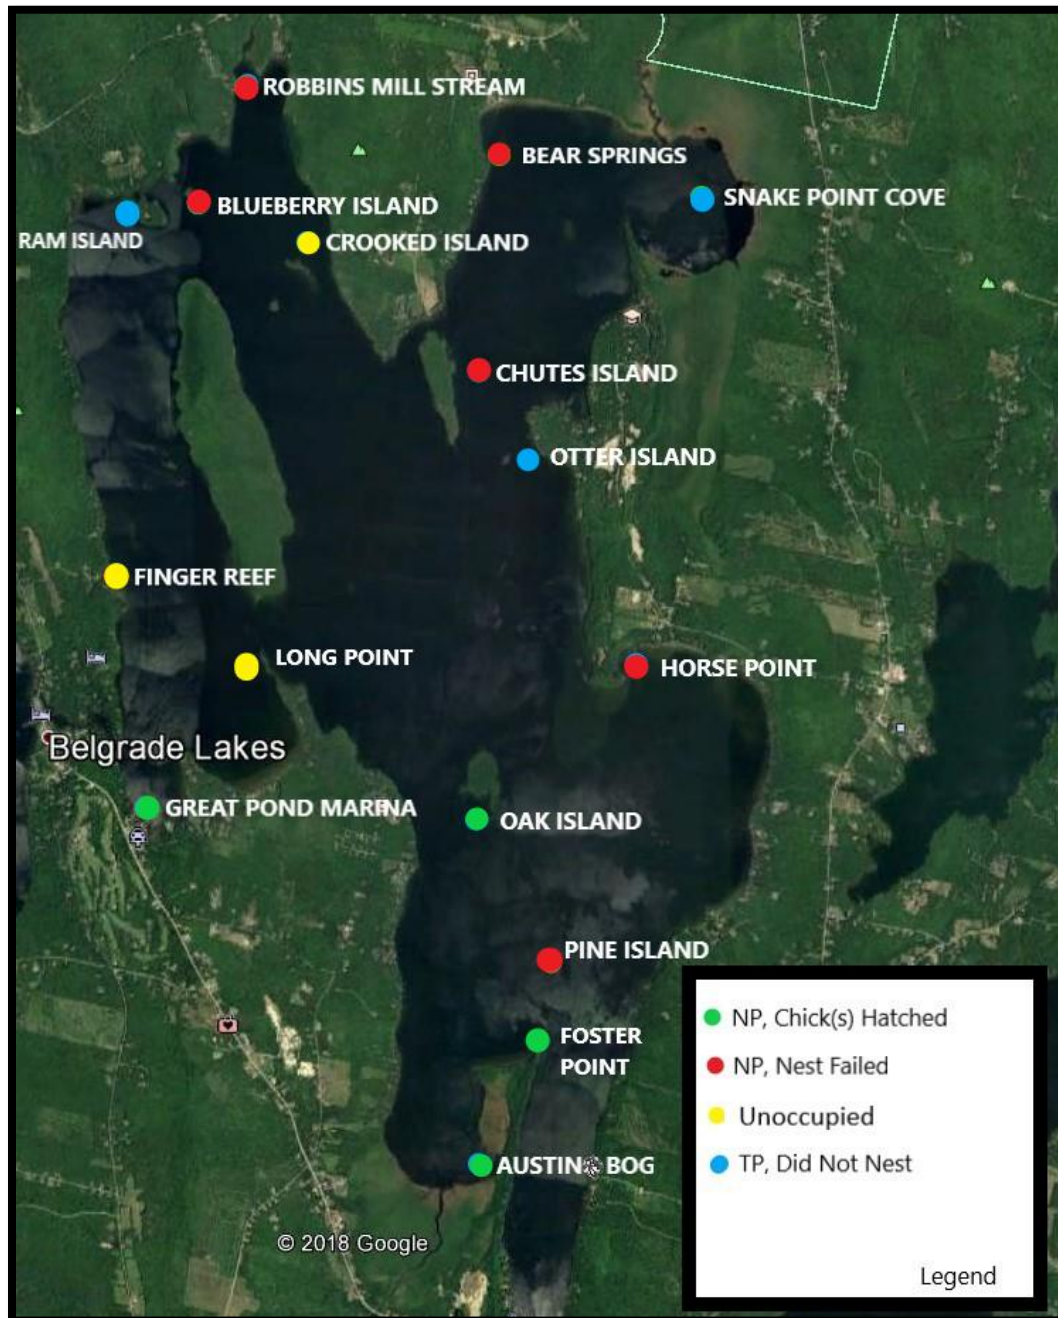 ROBBINS MILL STREAM
BEAR SPRINGS
SNAKE POINT COVE
BLUEBERRY ISLAND
RAM ISLAND
CROOKED ISLAND
CHUTES ISLAND
OTTER ISLAND
FINGER REEF
LONG POINT
HORSE POINT
Belgrade Lakes
GREAT POND MARINA
OAK ISLAND
PINE ISLAND
FOSTER
POINT
AUSTIN BOG
© 2018 Google
NP, Chick(s) Hatched
NP, Nest Failed
Unoccupied
TP, Did Not Nest
Legend